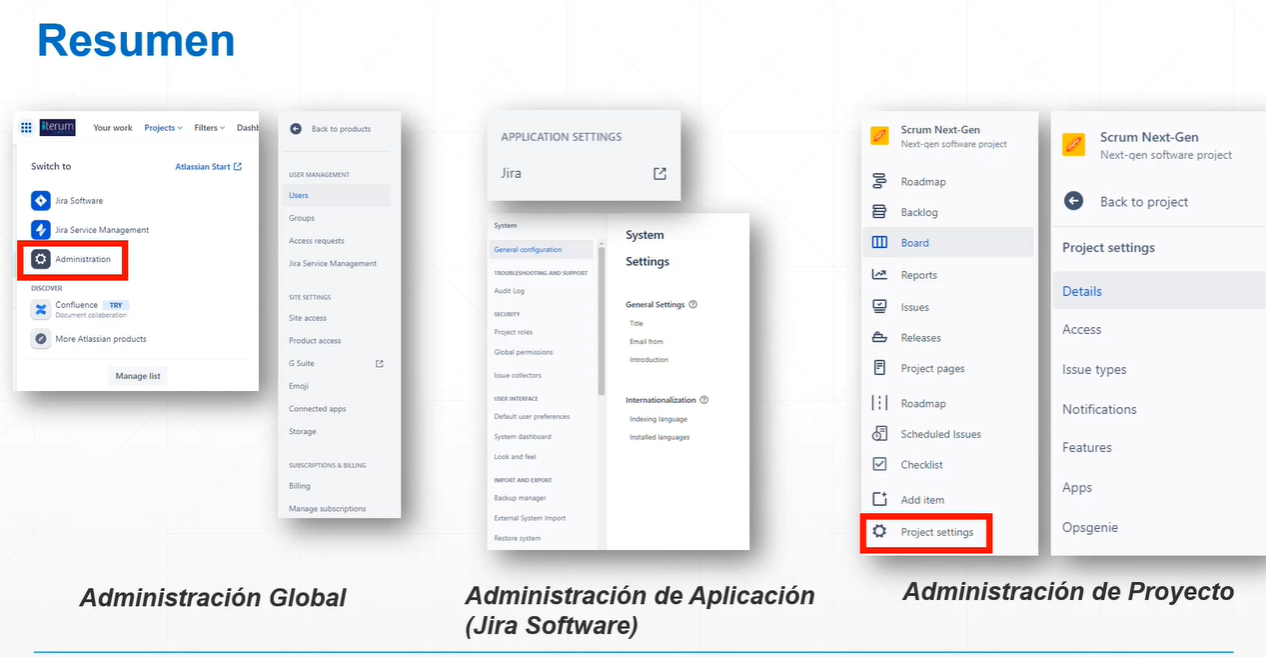 Resumen
iterum
Your work Projects Filters Dashb
Switch to
Atlassian Start
Jira Software
Jira Service Management
Administration
DISCOVER
Confluence TRY
Document collaboration
More Atlassian products
Manage list
Back to products
USER MANAGEMENT
Users
Groups
Access requests
Jira Service Management
SITE SETTINGS
Site access
Product access
G Suite
Emoji
Connected apps
Storage
SUBSCRIPTIONS & BILLING
Billing
Manage subscriptions
Administración Global
APPLICATION SETTINGS
Jira
System
General configuration
TROUBLESHOOTING AND SUPPORT
Audit Log
SECURITY
Project roles
Global permissions
Issue collectors
USER INTERFACE
Default user preferences
System dashboard
Look and feel
IMPORT AND EXPORT
Backup manager
External System Import
Restore system
System
Settings
General Settings
Title
Email from
Introduction
Internationalization
Indexing language
Installed languages
Administración de Aplicación
(Jira Software)
Scrum Next-Gen
Next-gen software project
Roadmap
Backlog
Board
Reports
Issues
Releases
Project pages
Roadmap
Scheduled Issues
Checklist
Add item
Project settings
Scrum Next-Gen
Next-gen software project
Back to project
Project settings
Details
Access
Issue types
Notifications
Features
Apps
Opsgenie
Administración de Proyecto